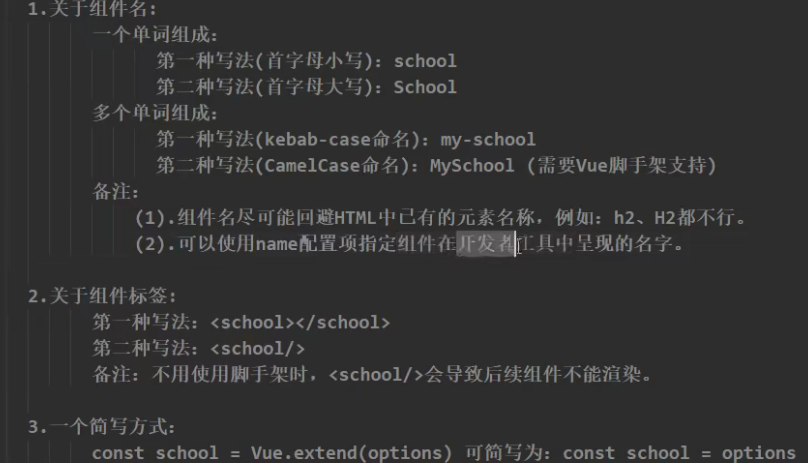 1.关于组件名:
一个单词组成:
第一种写法(首字母小写): school
第二种写法(首字母大写): School
多个单词组成:
第一种写法(kebab-case命名): my-school
第二种写法(CamelCase命名): MySchool (需要Vue脚手架支持)
备注:
(1).组件名尽可能回避HTML中已有的元素名称，例如: h2、H2都不行。
(2).可以使用name配置项指定组件在开发者工具中呈现的名字。
2.关于组件标签:
第一种写法: <school></school>
第二种写法: <school/>
备注: 不用使用脚手架时，<school/>会导致后续组件不能渲染。
3.一个简写方式:
const school = Vue.extend(options) 可简写为: const school = options